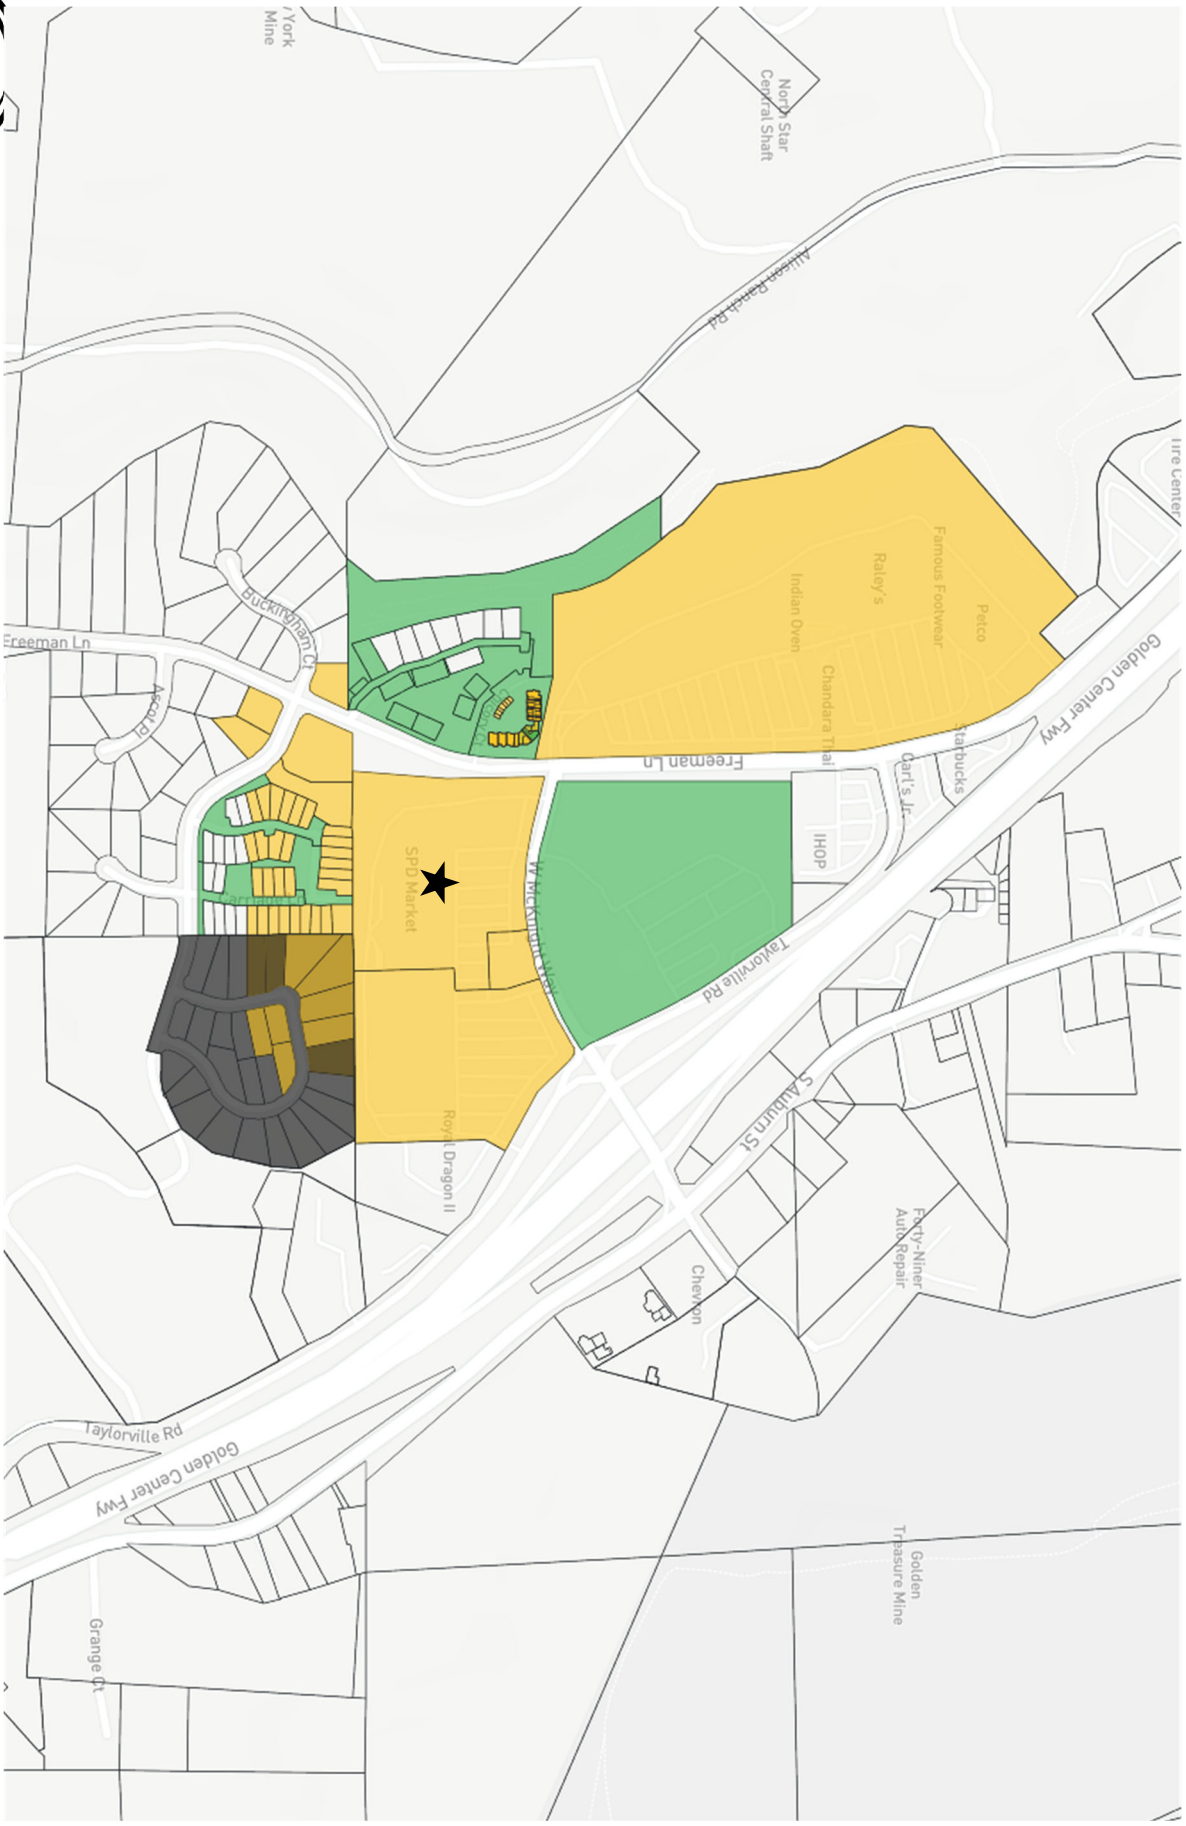 York
Mine
North Star
Central Shaft
Allison Ranch Rd
Tire Center
Famous Footwear
Raley's
Petco
Indian Oven
Buckingham Ct
Freeman Ln
Golden Center Fwy
Ascot Pl
Chandara Thai
Starbucks
Freeman Ln
Carl's Jr.
IHOP
SPD Market
W McKnight Way
Carriage Ln
Taylorville Rd
S Auburn St
Royal Dragon II
Forty-Niner
Auto Repair
Chevron
Taylorville Rd
Golden Center Fwy
Golden
Treasure Mine
Grange Ct